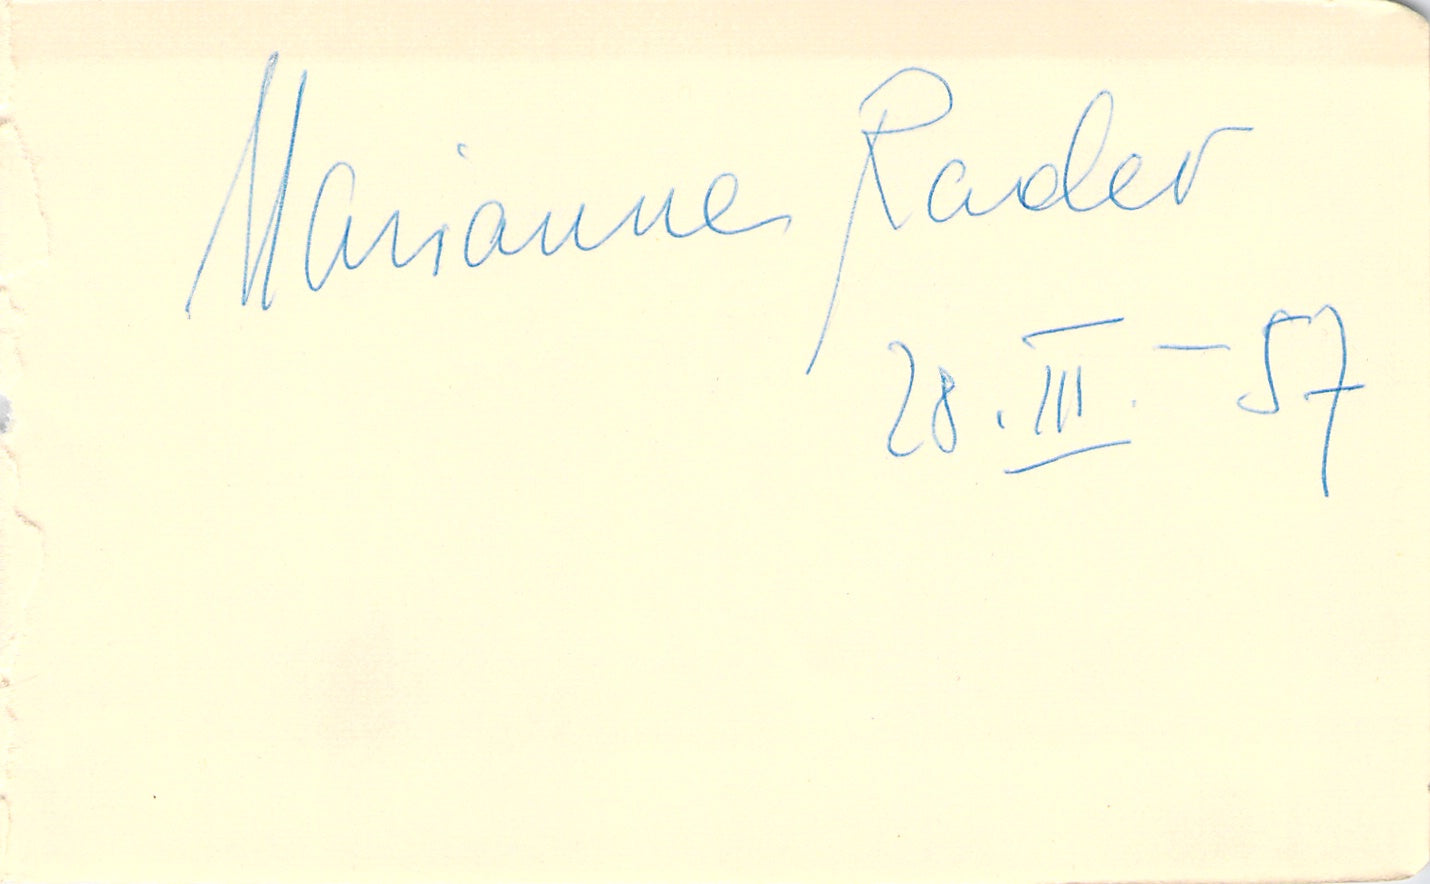 Marianne Rader
28. III. – 57